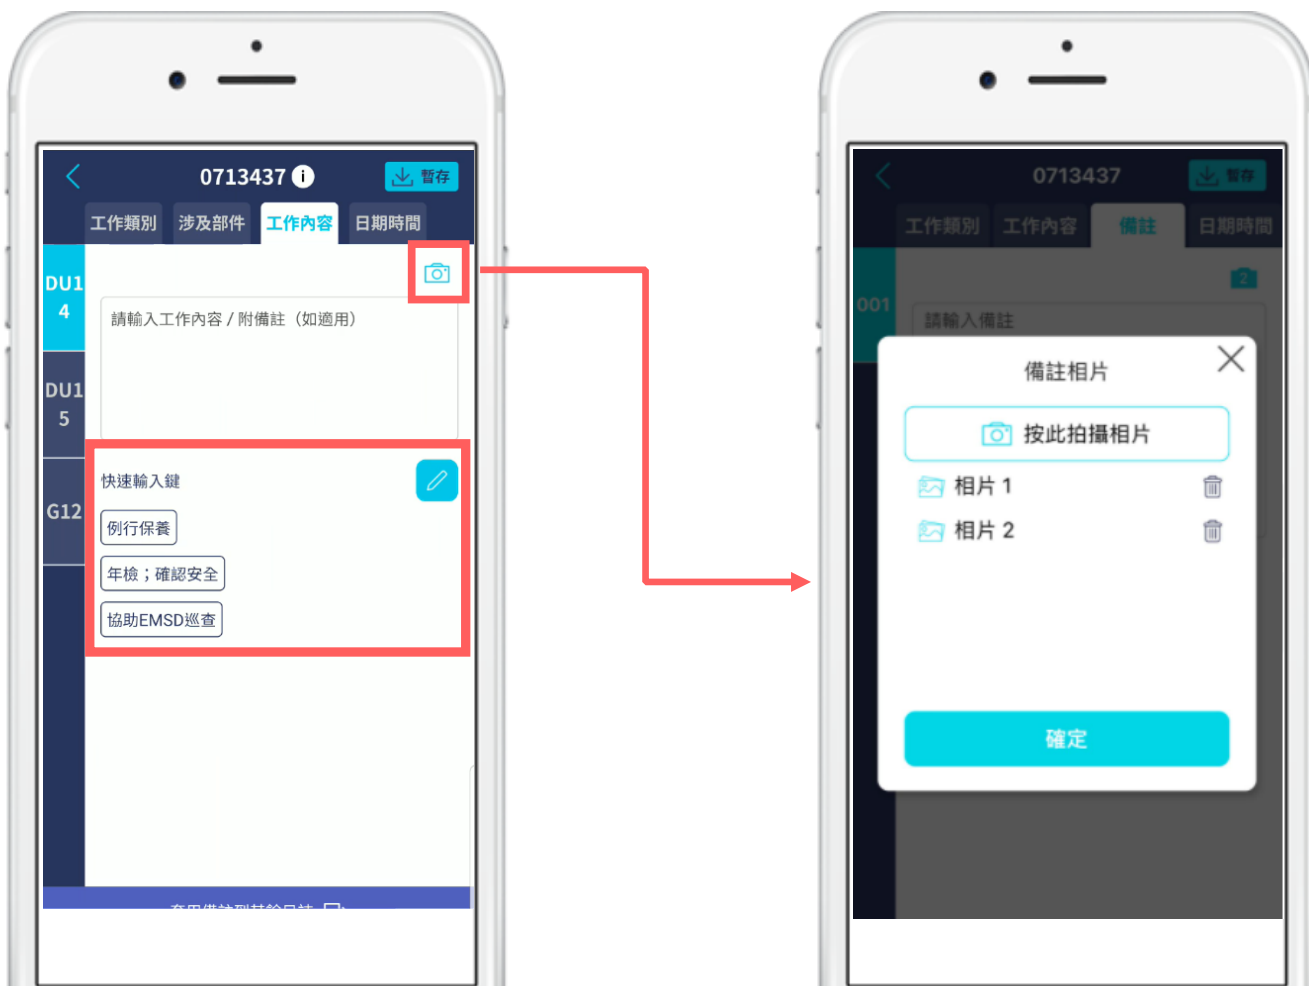 0713437
暫存
工作類別
涉及部件
工作內容
日期時間
DU1
4
請輸入工作內容 / 附備註（如適用）
DU1
5
快速輸入鍵
G12
例行保養
年檢；確認安全
協助EMSD巡查
0713437
暫存
工作類別
工作內容
備註
日期時間
2
001
請輸入備註
備註相片
按此拍攝相片
相片 1
相片 2
確定